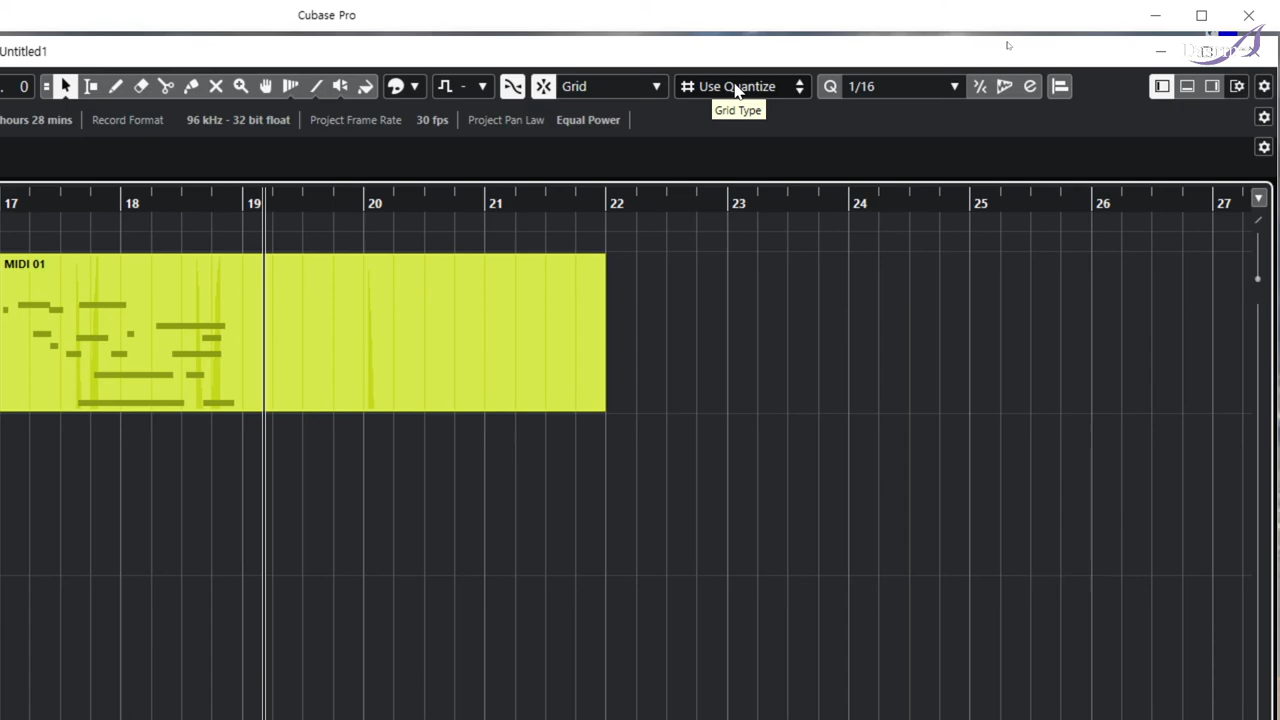 Cubase Pro
Untitled1
. 0 - Grid Use Quantize Q 1/16
Grid Type
hours 28 mins Record Format 96 kHz - 32 bit float Project Frame Rate 30 fps Project Pan Law Equal Power
17 18 19 20 21 22 23 24 25 26 27
MIDI 01